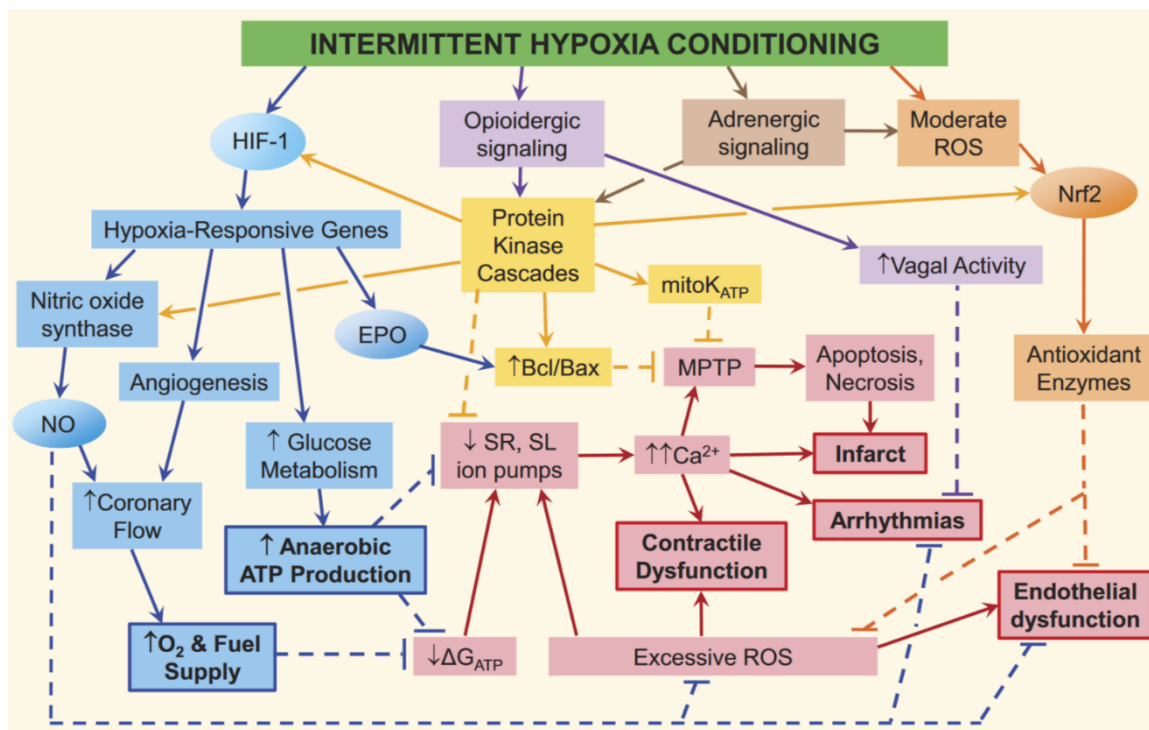 INTERMITTENT HYPOXIA CONDITIONING
HIF-1
Opioidergic
signaling
Adrenergic
signaling
Moderate
ROS
Nrf2
Hypoxia-Responsive Genes
Protein
Kinase
Cascades
↑Vagal Activity
Nitric oxide
synthase
EPO
mitoK_ATP
Angiogenesis
↑Bcl/Bax
MPTP
Apoptosis,
Necrosis
Antioxidant
Enzymes
NO
↑ Glucose
Metabolism
↓ SR, SL
ion pumps
↑↑Ca²⁺
Infarct
↑Coronary
Flow
Arrhythmias
↑ Anaerobic
ATP Production
Contractile
Dysfunction
Endothelial
dysfunction
↑O₂ & Fuel
Supply
↓ΔG_ATP
Excessive ROS